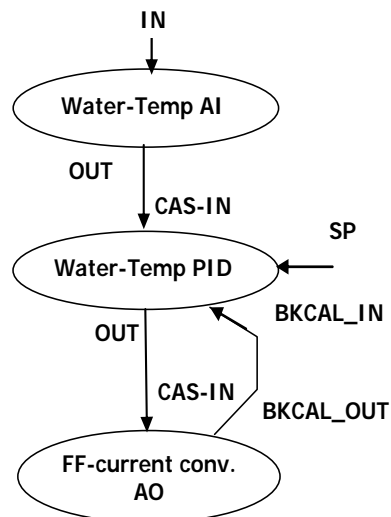 IN
Water-Temp AI
OUT
CAS-IN
SP
Water-Temp PID
BKCAL_IN
OUT
CAS-IN
BKCAL_OUT
FF-current conv.
AO